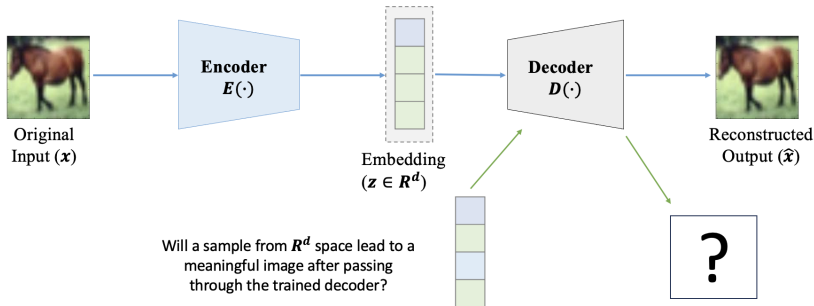 Encoder
E(·)
Decoder
D(·)
Original
Input (x)
Embedding
(z ∈ R^d)
Reconstructed
Output (x̂)
Will a sample from R^d space lead to a
meaningful image after passing
through the trained decoder?
?